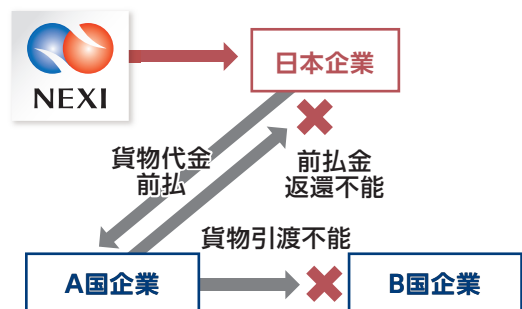 NEXI
日本企業
貨物代金
前払
前払金
返還不能
貨物引渡不能
A国企業
B国企業